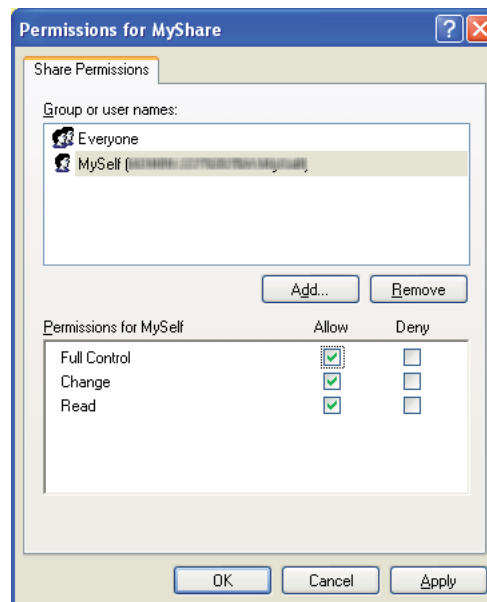 Permissions for MyShare
Share Permissions
Group or user names:
Everyone
MySelf (
Add... Remove
Permissions for MySelf Allow Deny
Full Control
Change
Read
OK Cancel Apply